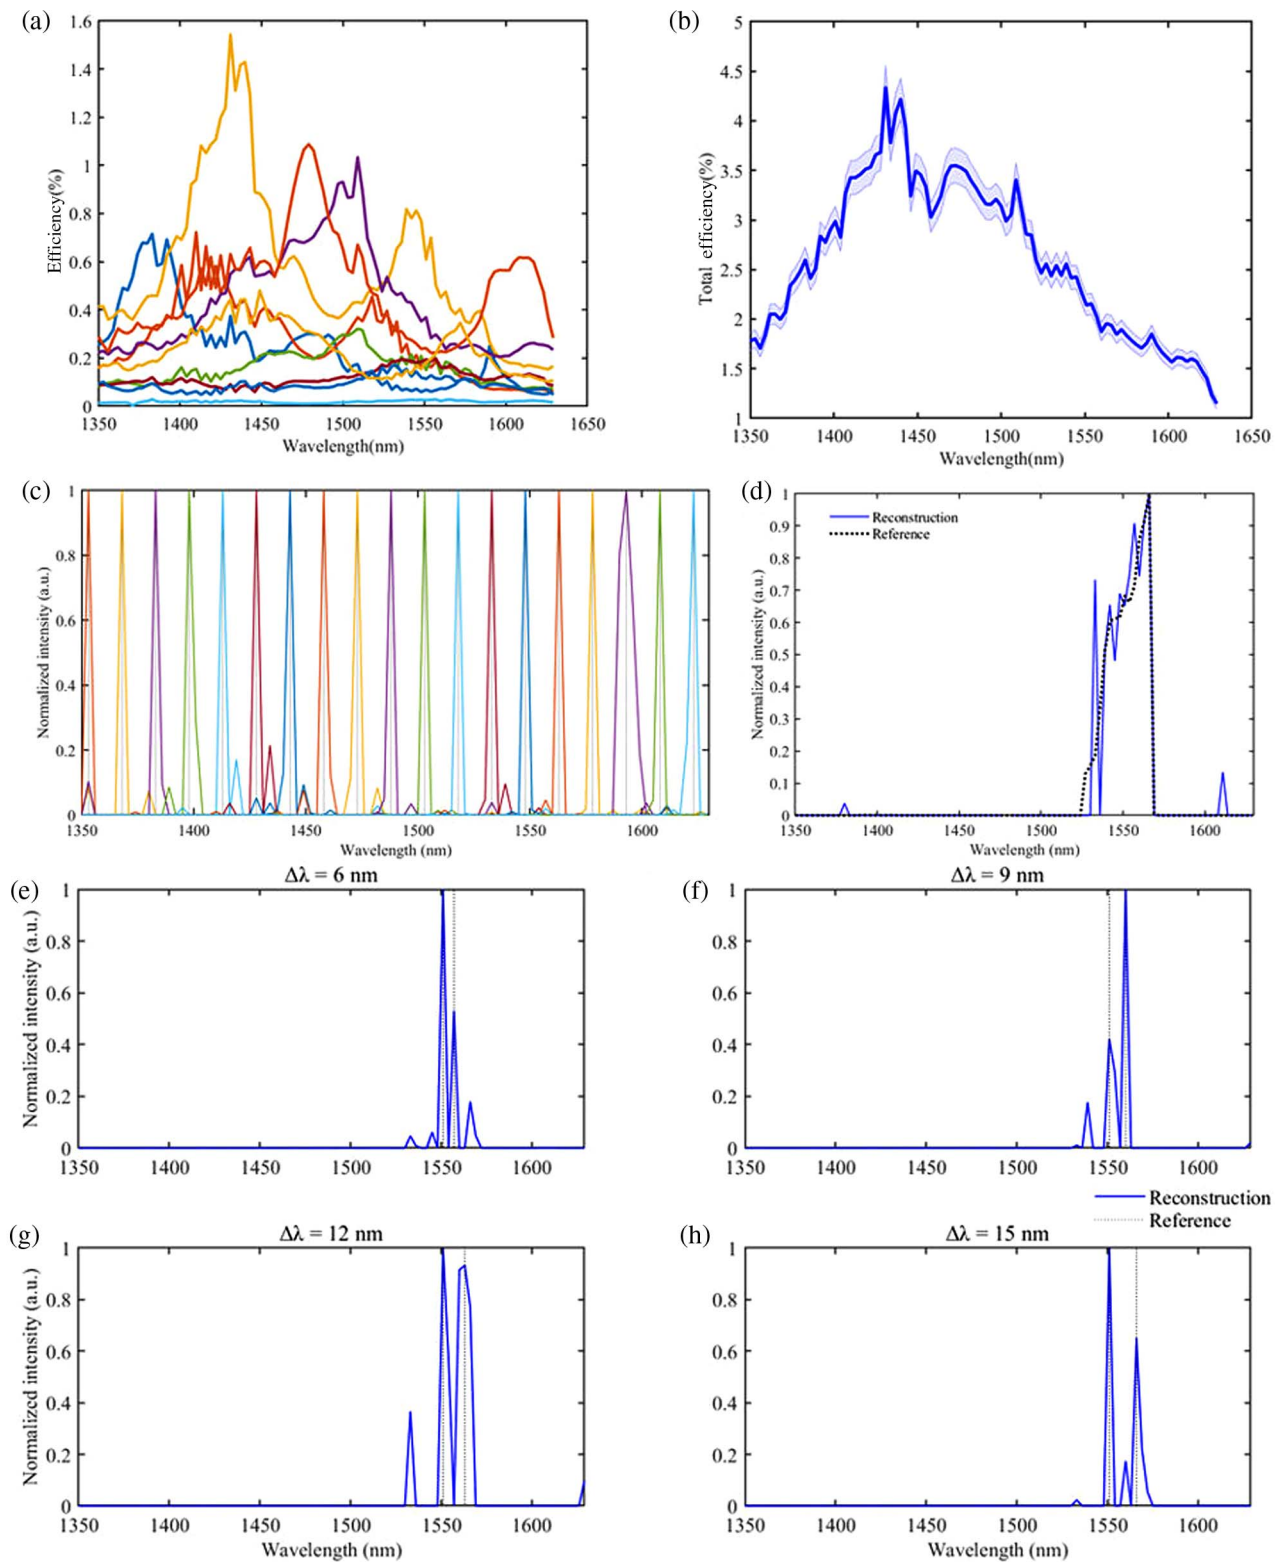 (a)
1.6
1.4
1.2
1
0.8
0.6
0.4
0.2
0
Efficiency(%)
1350 1400 1450 1500 1550 1600 1650
Wavelength(nm)
(b)
5
4.5
4
3.5
3
2.5
2
1.5
1
Total efficiency(%)
1350 1400 1450 1500 1550 1600 1650
Wavelength(nm)
(c)
1
0.8
0.6
0.4
0.2
0
Normalized intensity (a.u.)
1350 1400 1450 1500 1550 1600
Wavelength (nm)
(d)
1
0.9
0.8
0.7
0.6
0.5
0.4
0.3
0.2
0.1
0
Normalized intensity (a.u.)
Reconstruction
Reference
1350 1400 1450 1500 1550 1600
Wavelength (nm)
(e)
Δλ = 6 nm
1
0.8
0.6
0.4
0.2
0
Normalized intensity (a.u.)
1350 1400 1450 1500 1550 1600
(f)
Δλ = 9 nm
1
0.8
0.6
0.4
0.2
0
1350 1400 1450 1500 1550 1600
Reconstruction
Reference
(g)
Δλ = 12 nm
1
0.8
0.6
0.4
0.2
0
Normalized intensity (a.u.)
1350 1400 1450 1500 1550 1600
Wavelength (nm)
(h)
Δλ = 15 nm
1
0.8
0.6
0.4
0.2
0
1350 1400 1450 1500 1550 1600
Wavelength (nm)